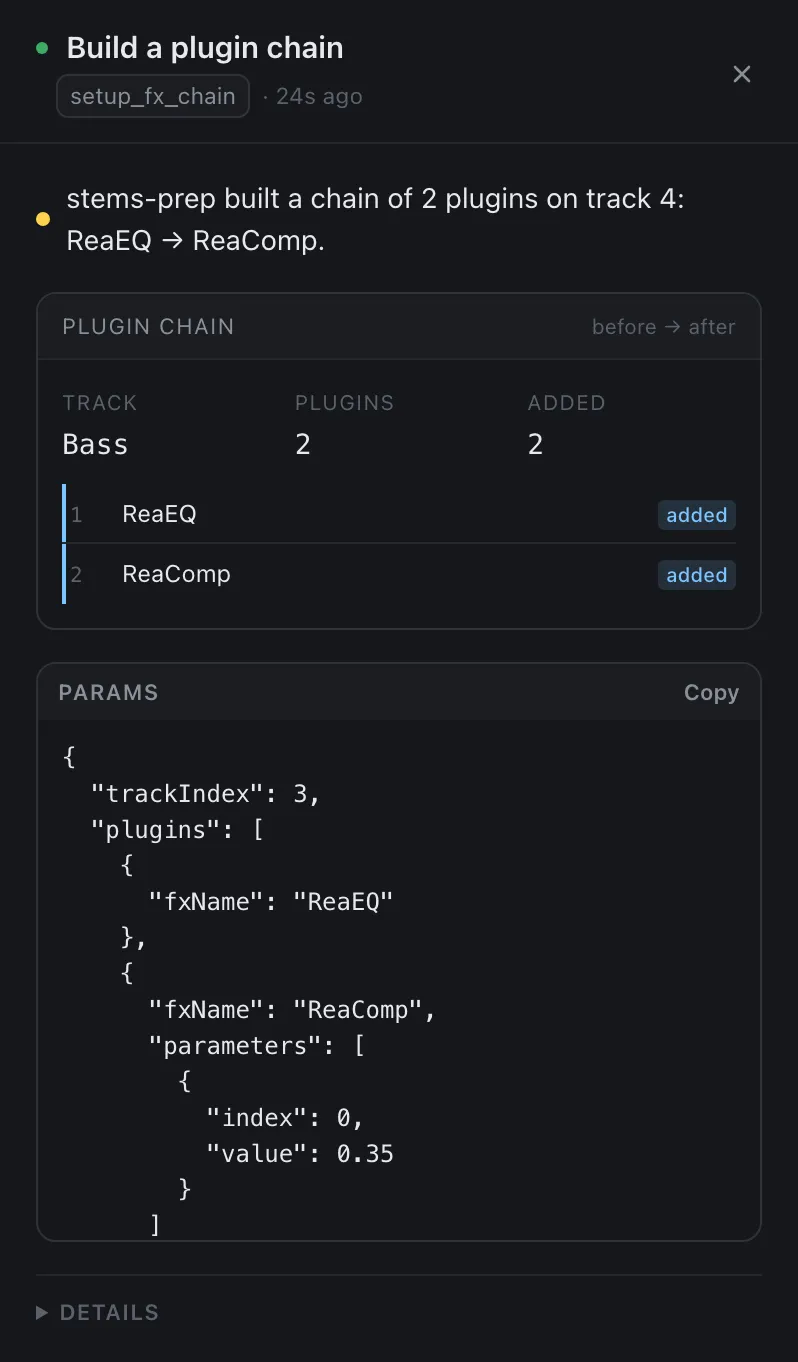 Build a plugin chain
setup_fx_chain · 24s ago
stems-prep built a chain of 2 plugins on track 4:
ReaEQ → ReaComp.
PLUGIN CHAIN before → after
TRACK PLUGINS ADDED
Bass 2 2
1 ReaEQ added
2 ReaComp added
PARAMS Copy
{
  "trackIndex": 3,
  "plugins": [
    {
      "fxName": "ReaEQ"
    },
    {
      "fxName": "ReaComp",
      "parameters": [
        {
          "index": 0,
          "value": 0.35
        }
      ]
DETAILS